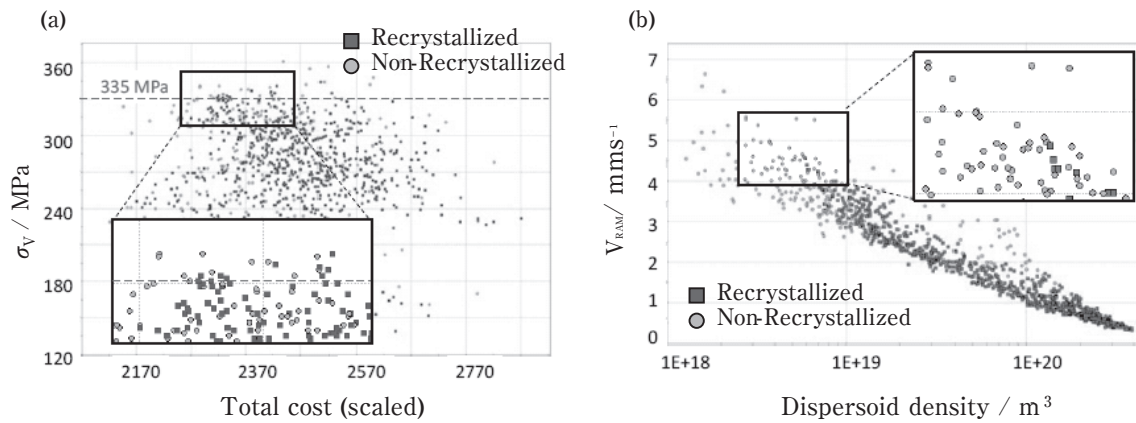 (a)
Recrystallized
Non-Recrystallized
335 MPa
360
300
240
180
120
σV / MPa
2170 2370 2570 2770
Total cost (scaled)
(b)
7
6
5
4
3
2
1
0
VRAM/ mms⁻¹
Recrystallized
Non-Recrystallized
1E+18 1E+19 1E+20
Dispersoid density / m³